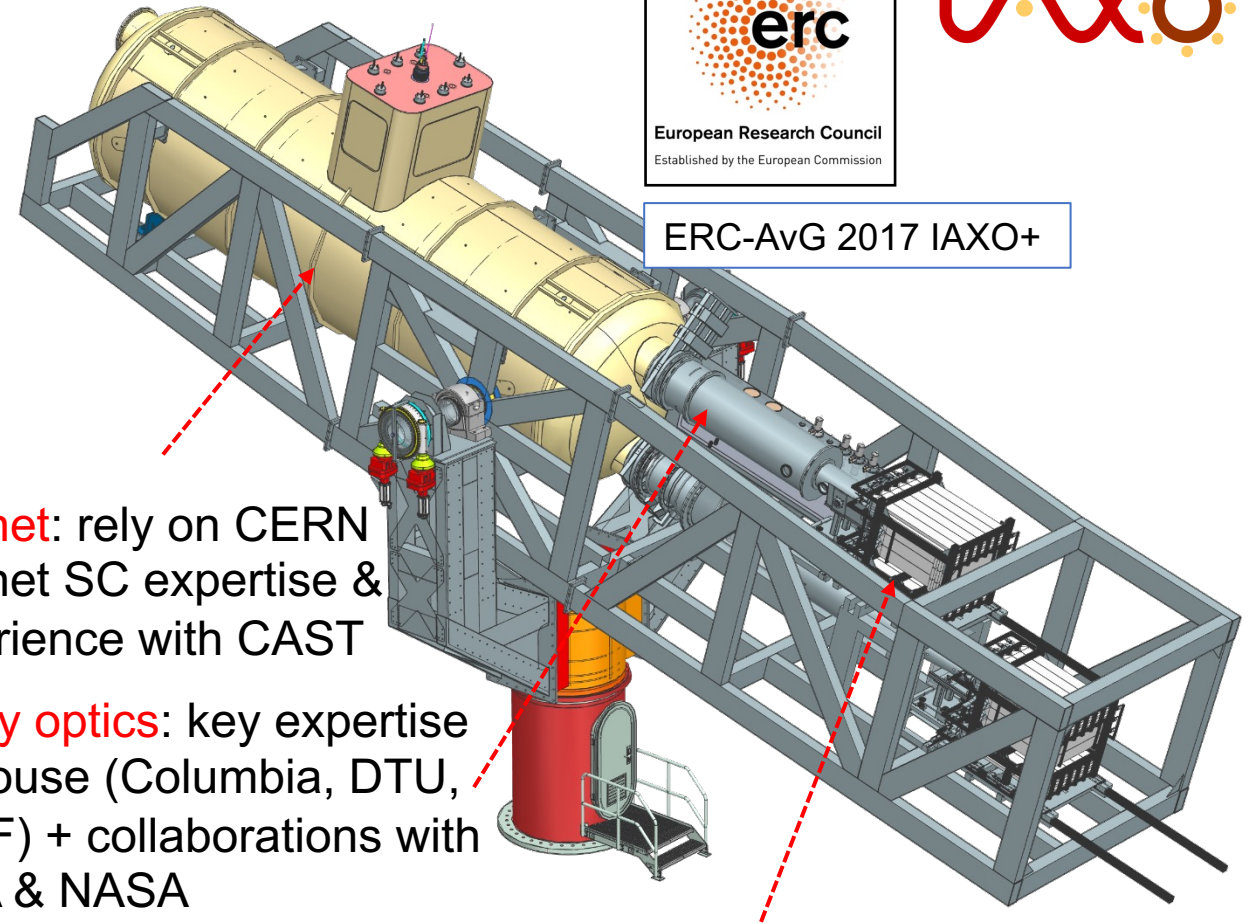 erc
European Research Council
Established by the European Commission
ERC-AvG 2017 IAXO+
net: rely on CERN
net SC expertise &
rience with CAST
y optics: key expertise
ouse (Columbia, DTU,
F) + collaborations with
& NASA